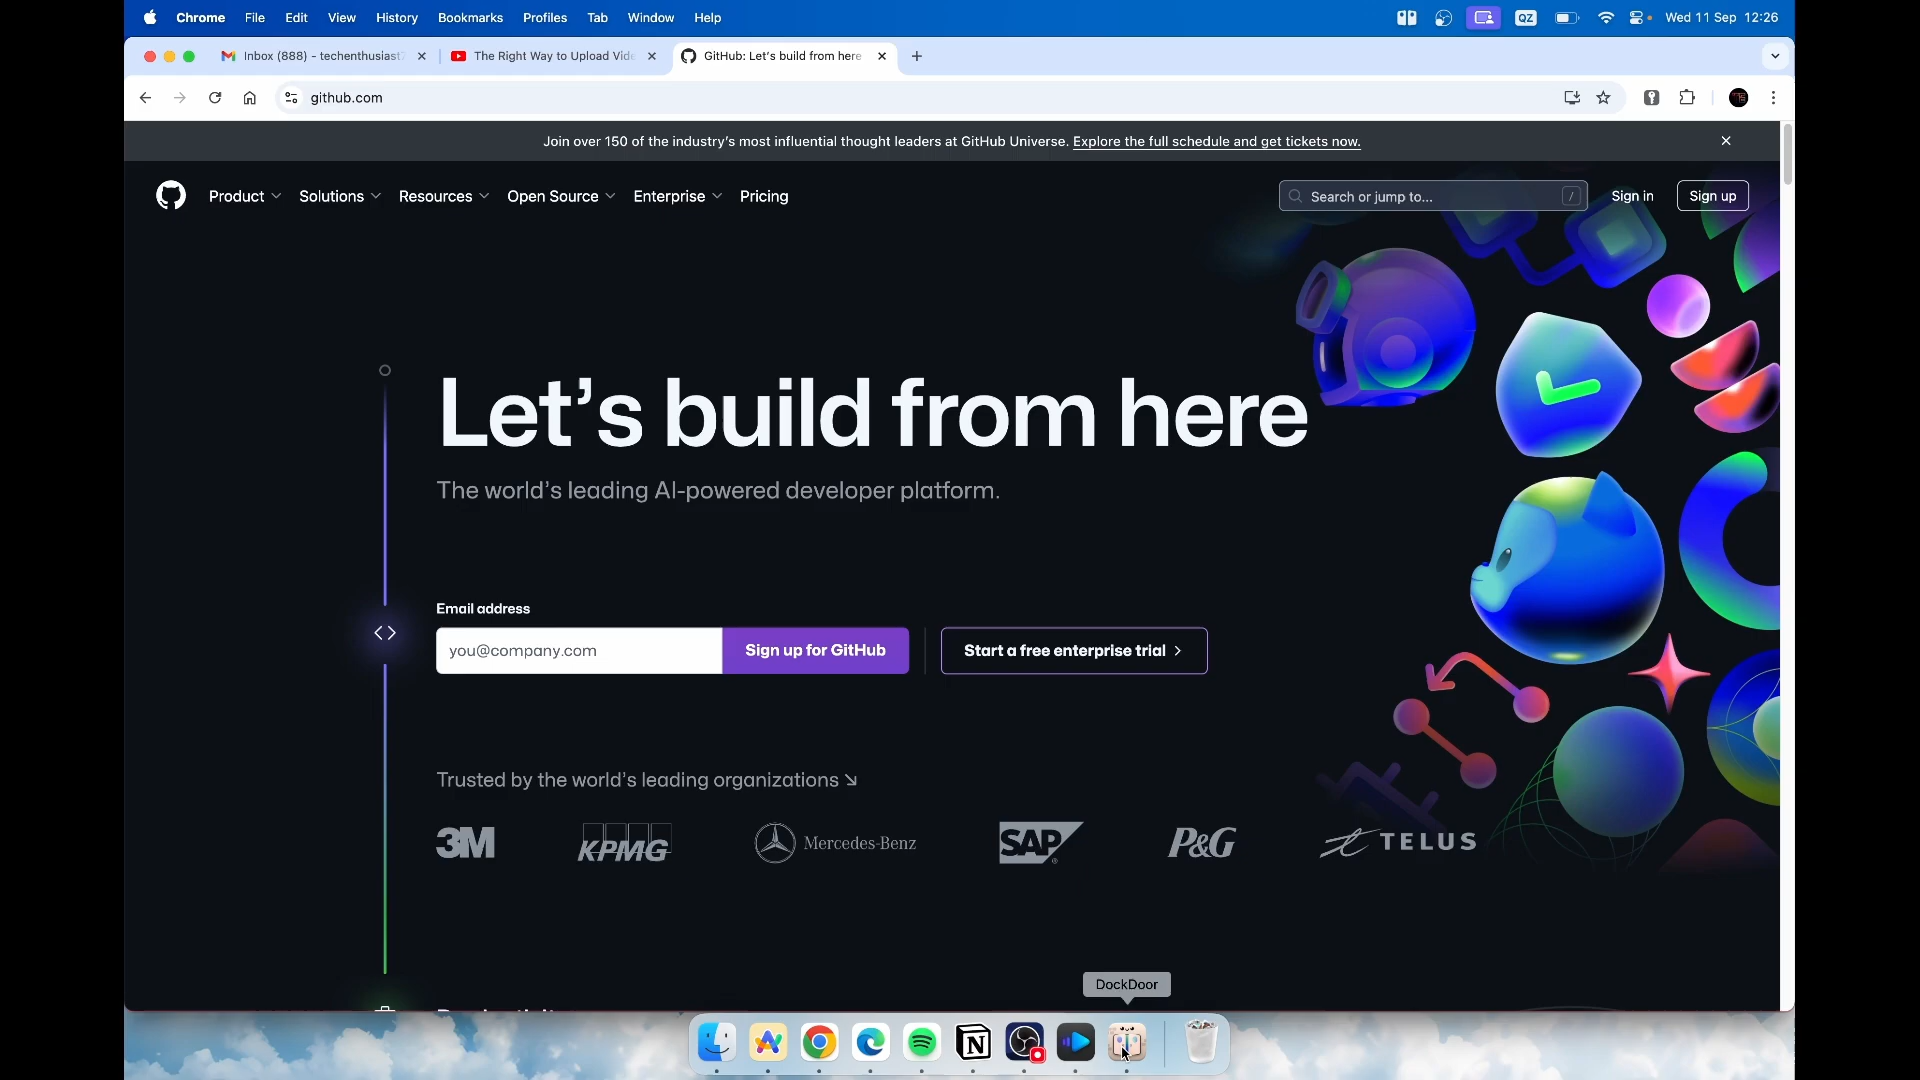 Chrome File Edit View History Bookmarks Profiles Tab Window Help
QZ Wed 11 Sep 12:26
Inbox (888) - techenthusiast
The Right Way to Upload Vide
GitHub: Let's build from here
github.com
Join over 150 of the industry's most influential thought leaders at GitHub Universe. Explore the full schedule and get tickets now.
Product Solutions Resources Open Source Enterprise Pricing
Search or jump to... /
Sign in
Sign up
Let's build from here
The world's leading AI-powered developer platform.
Email address
you@company.com
Sign up for GitHub
Start a free enterprise trial
Trusted by the world's leading organizations
3M KPMG Mercedes-Benz SAP P&G TELUS
DockDoor